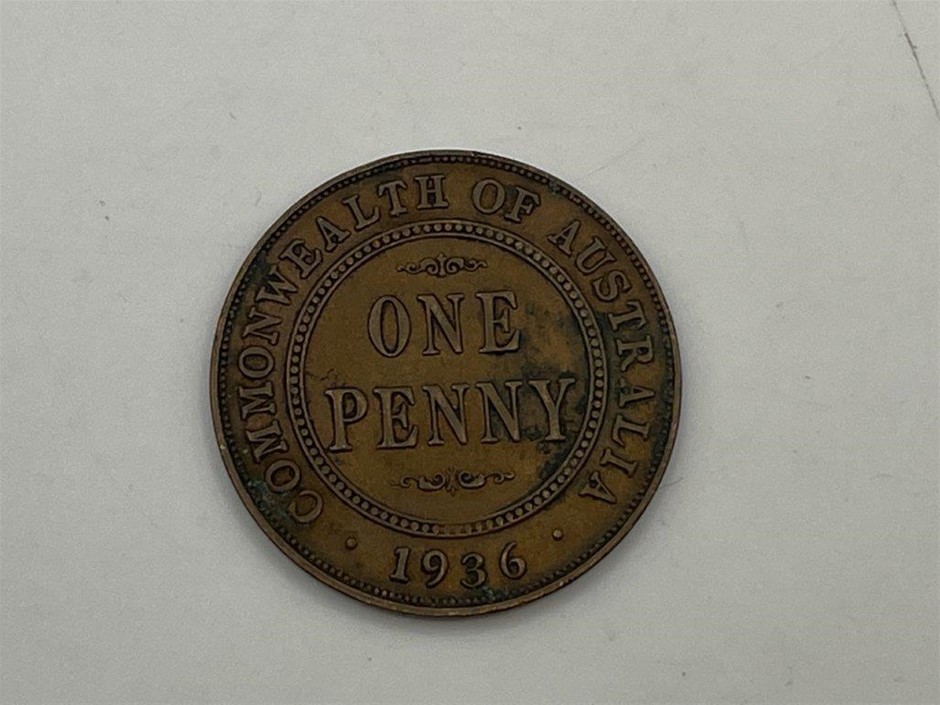 COMMONWEALTH OF AUSTRALIA
ONE
PENNY
· 1936 ·